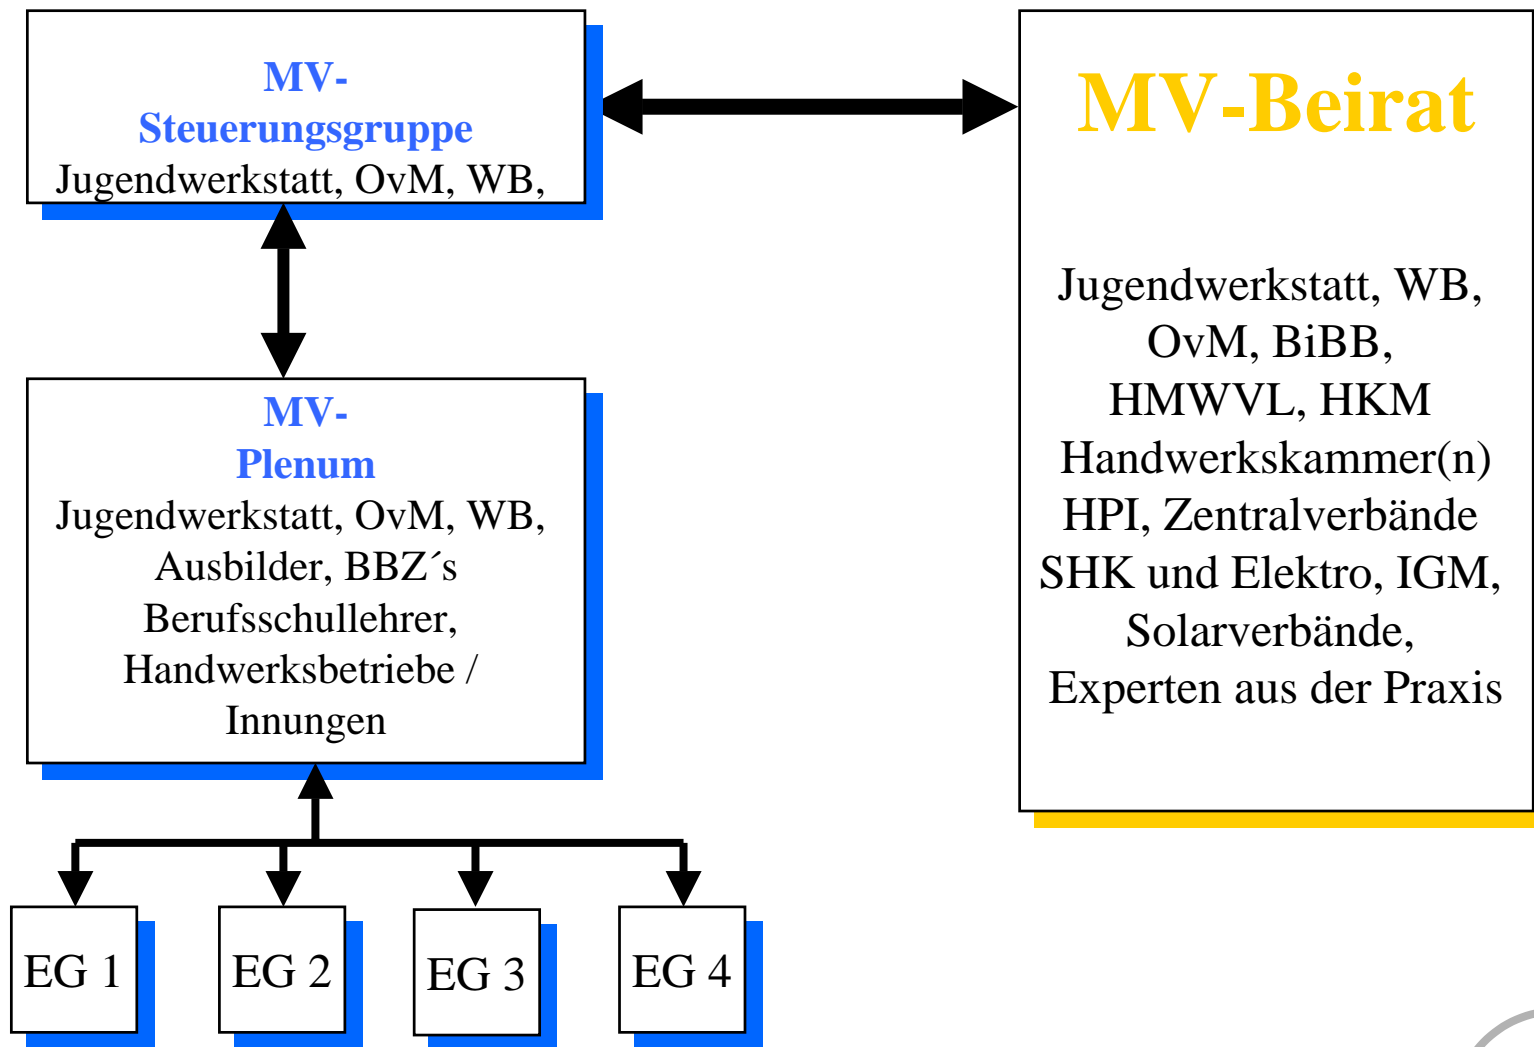 MV-
Steuerungsgruppe
Jugendwerkstatt, OvM, WB,
MV-Beirat
Jugendwerkstatt, WB,
OvM, BiBB,
HMWVL, HKM
Handwerkskammer(n)
HPI, Zentralverbände
SHK und Elektro, IGM,
Solarverbände,
Experten aus der Praxis
MV-
Plenum
Jugendwerkstatt, OvM, WB,
Ausbilder, BBZ´s
Berufsschullehrer,
Handwerksbetriebe /
Innungen
EG 1
EG 2
EG 3
EG 4